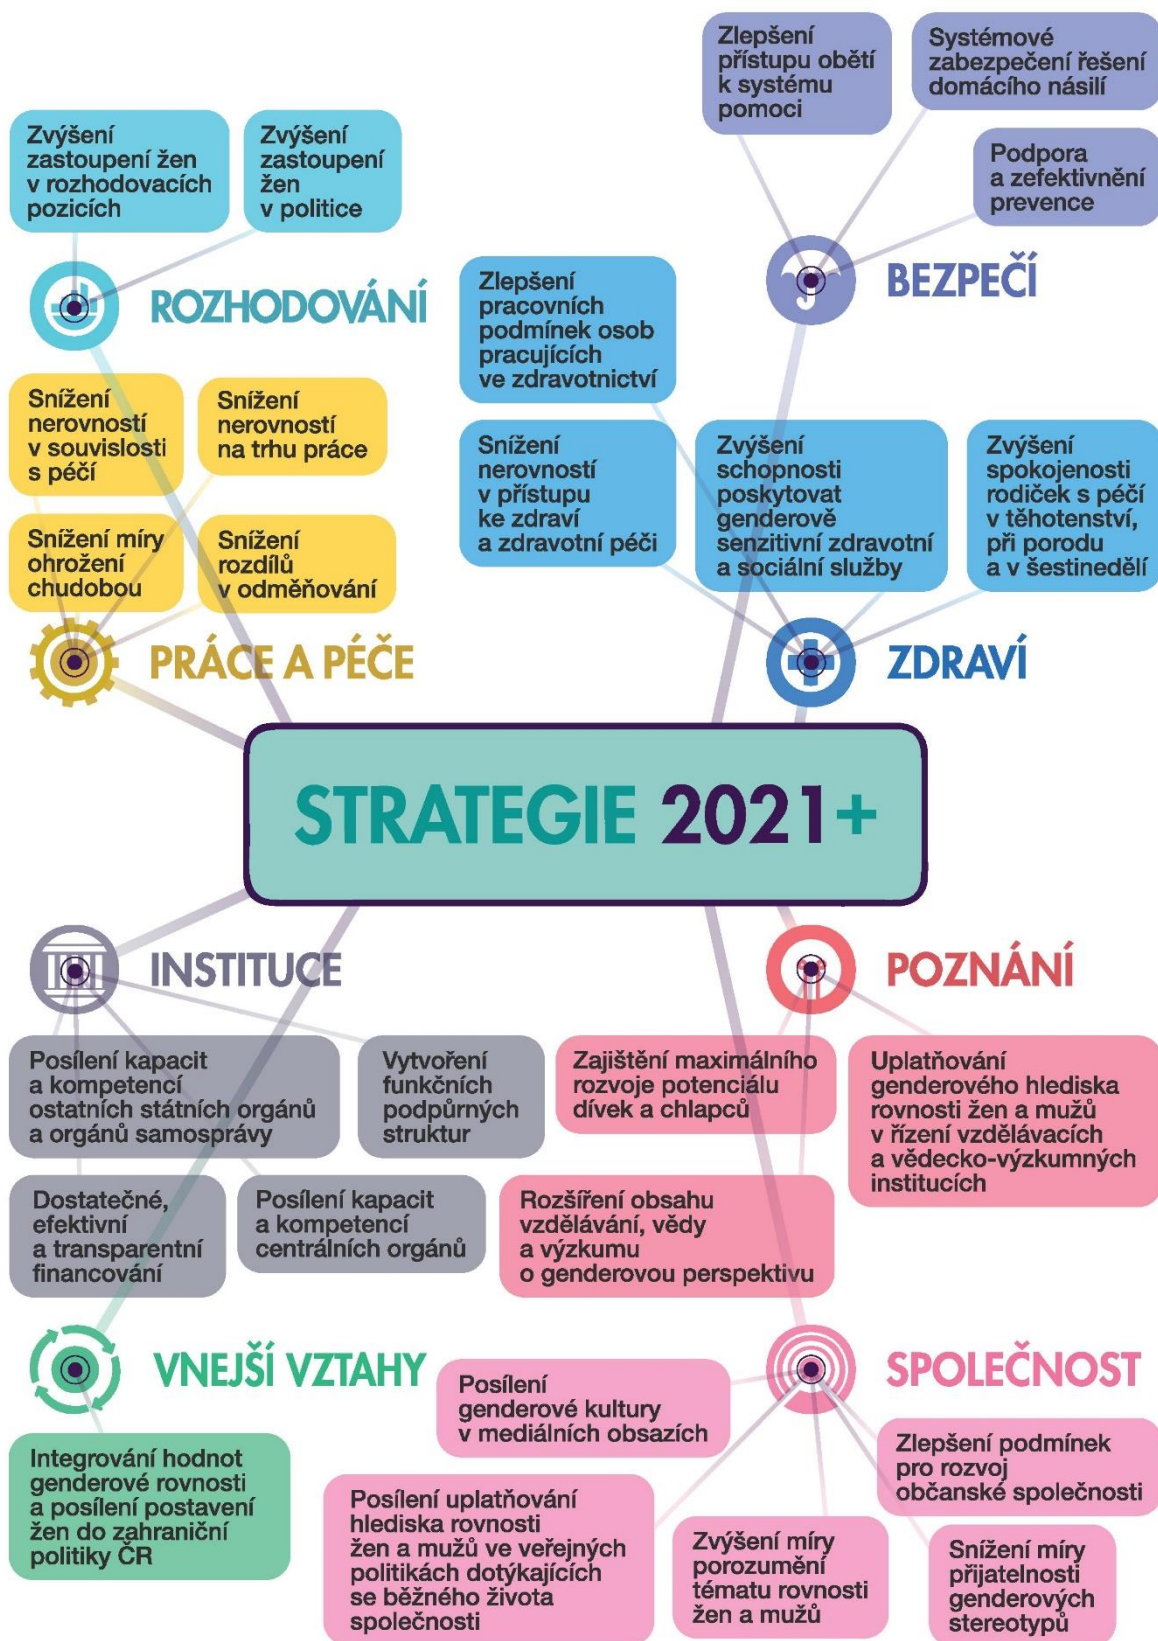 Zvýšení
zastoupení žen
v rozhodovacích
pozicích
Zvýšení
zastoupení
žen
v politice
ROZHODOVÁNÍ
Zlepšení
přístupu obětí
k systému
pomoci
Systémové
zabezpečení řešení
domácího násilí
Podpora
a zefektivnění
prevence
BEZPEČÍ
Snížení
nerovností
v souvislosti
s péčí
Snížení
nerovností
na trhu práce
Snížení míry
ohrožení
chudobou
Snížení
rozdílů
v odměňování
PRÁCE A PÉČE
Zlepšení
pracovních
podmínek osob
pracujících
ve zdravotnictví
Snížení
nerovností
v přístupu
ke zdraví
a zdravotní péči
Zvýšení
schopnosti
poskytovat
genderově
senzitivní zdravotní
a sociální služby
Zvýšení
spokojenosti
rodiček s péčí
v těhotenství,
při porodu
a v šestinedělí
ZDRAVÍ
STRATEGIE 2021+
INSTITUCE
Posílení kapacit
a kompetencí
ostatních státních orgánů
a orgánů samosprávy
Vytvoření
funkčních
podpůrných
struktur
Dostatečné,
efektivní
a transparentní
financování
Posílení kapacit
a kompetencí
centrálních orgánů
POZNÁNÍ
Zajištění maximálního
rozvoje potenciálu
dívek a chlapců
Uplatňování
genderového hlediska
rovnosti žen a mužů
v řízení vzdělávacích
a vědecko-výzkumných
institucích
Rozšíření obsahu
vzdělávání, vědy
a výzkumu
o genderovou perspektivu
VNEJŠÍ VZTAHY
Integrování hodnot
genderové rovnosti
a posílení postavení
žen do zahraniční
politiky ČR
SPOLEČNOST
Posílení
genderové kultury
v mediálních obsazích
Zlepšení podmínek
pro rozvoj
občanské společnosti
Posílení uplatňování
hlediska rovnosti
žen a mužů ve veřejných
politikách dotýkajících
se běžného života
společnosti
Zvýšení míry
porozumění
tématu rovnosti
žen a mužů
Snížení míry
přijatelnosti
genderových
stereotypů